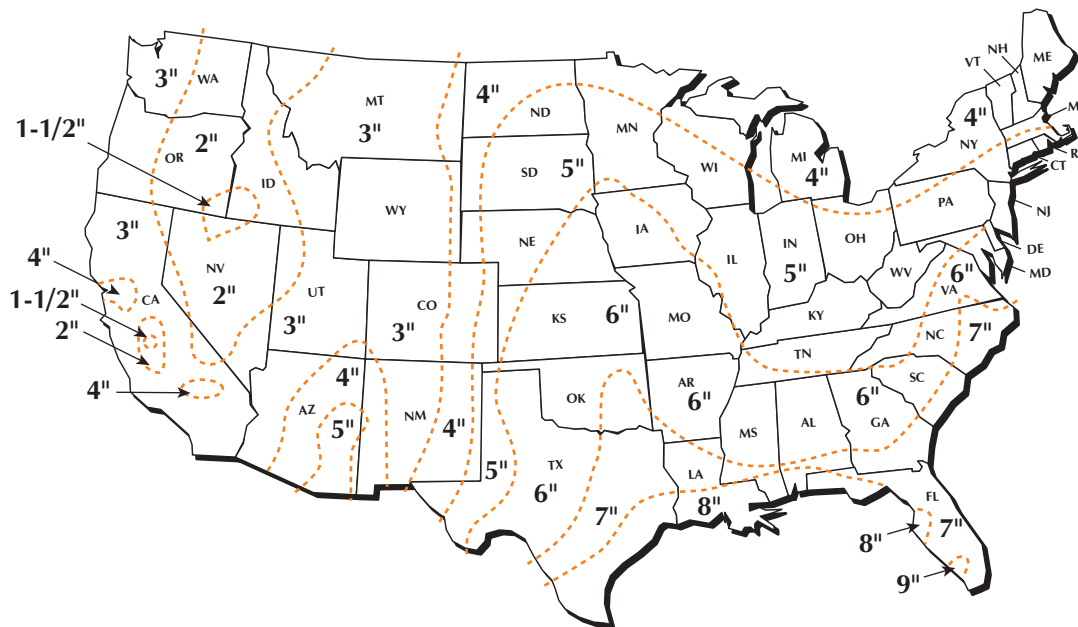 3"
WA
MT
3"
4"
ND
MN
VT
NH
ME
M
4"
NY
R
CT
1-1/2"
OR
2"
ID
SD
5"
WI
MI
4"
PA
NJ
WY
NE
IA
IL
IN
5"
OH
WV
6"
VA
DE
MD
3"
4"
CA
NV
2"
UT
3"
CO
3"
KS
6"
MO
KY
1-1/2"
2"
4"
AZ
4"
5"
NM
4"
OK
AR
6"
TN
NC
7"
SC
6"
GA
MS
AL
5"
TX
6"
7"
LA
8"
FL
7"
8"
9"